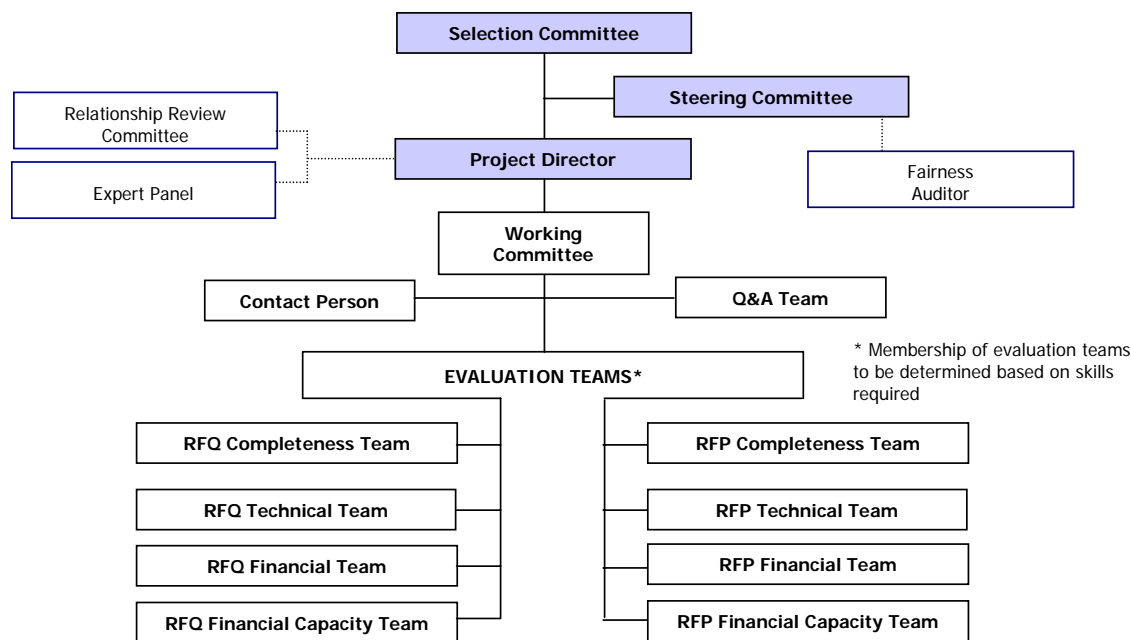 Selection Committee
Steering Committee
Relationship Review
Committee
Project Director
Expert Panel
Fairness
Auditor
Working
Committee
Contact Person
Q&A Team
* Membership of evaluation teams
to be determined based on skills
required
EVALUATION TEAMS*
RFQ Completeness Team
RFP Completeness Team
RFQ Technical Team
RFP Technical Team
RFQ Financial Team
RFP Financial Team
RFQ Financial Capacity Team
RFP Financial Capacity Team